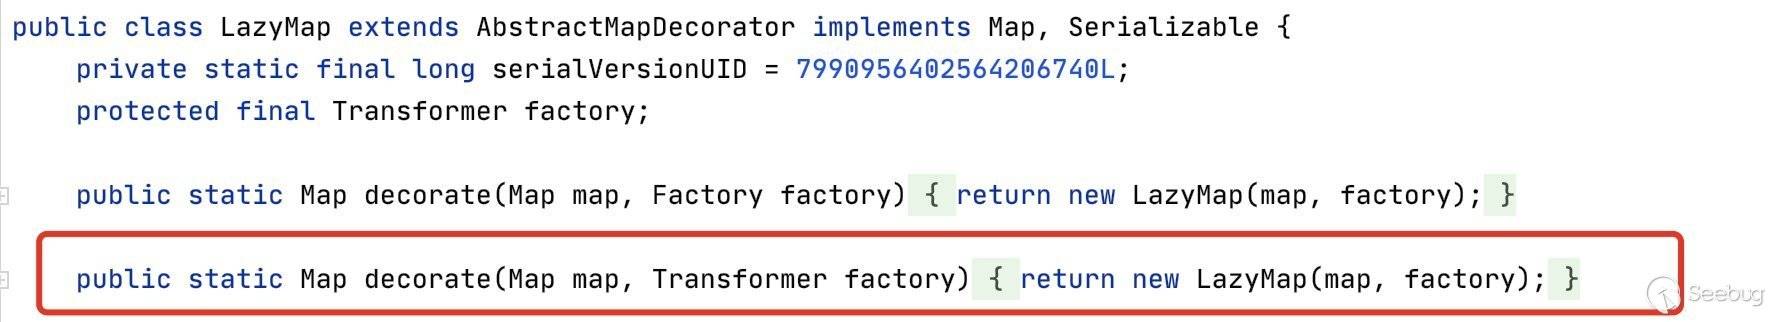 public class LazyMap extends AbstractMapDecorator implements Map, Serializable {
    private static final long serialVersionUID = 7990956402564206740L;
    protected final Transformer factory;
    public static Map decorate(Map map, Factory factory) { return new LazyMap(map, factory); }
    public static Map decorate(Map map, Transformer factory) { return new LazyMap(map, factory); }
Seebug